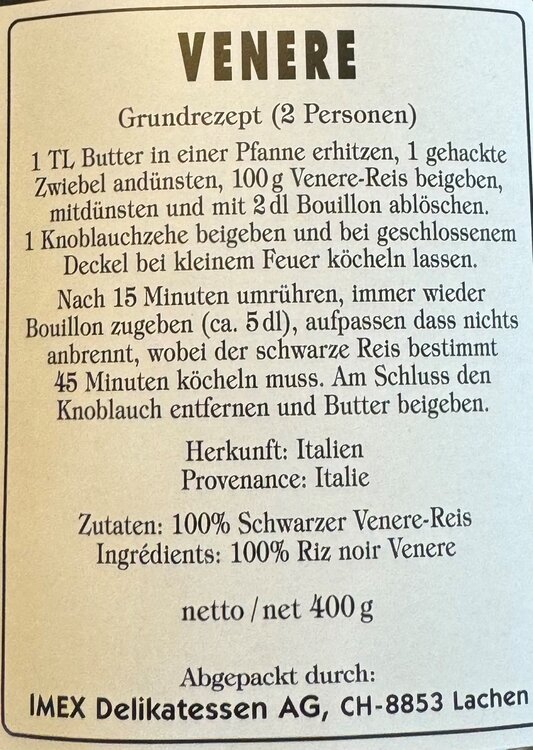 VENERE
Grundrezept (2 Personen)
1 TL Butter in einer Pfanne erhitzen, 1 gehackte
Zwiebel andünsten, 100 g Venere-Reis beigeben,
mitdünsten und mit 2 dl Bouillon ablöschen.
1 Knoblauchzehe beigeben und bei geschlossenem
Deckel bei kleinem Feuer köcheln lassen.
Nach 15 Minuten umrühren, immer wieder
Bouillon zugeben (ca. 5 dl), aufpassen dass nichts
anbrennt, wobei der schwarze Reis bestimmt
45 Minuten köcheln muss. Am Schluss den
Knoblauch entfernen und Butter beigeben.
Herkunft: Italien
Provenance: Italie
Zutaten: 100% Schwarzer Venere-Reis
Ingrédients: 100% Riz noir Venere
netto / net 400 g
Abgepackt durch:
IMEX Delikatessen AG, CH-8853 Lachen